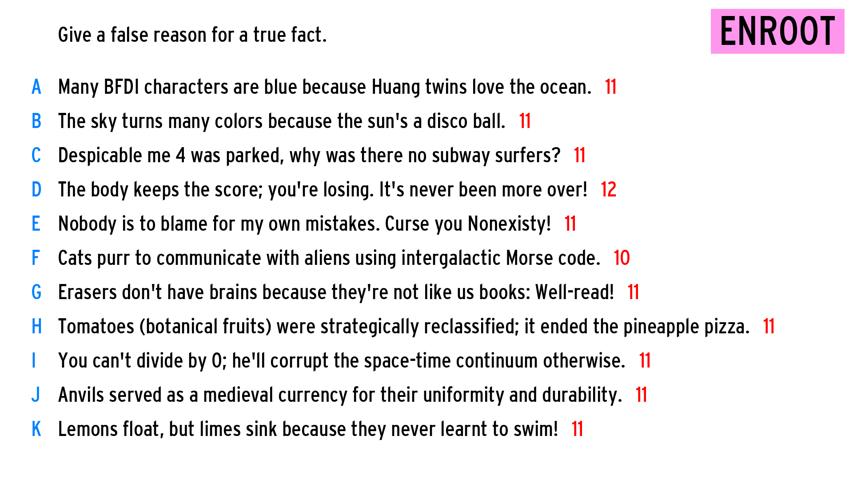 Give a false reason for a true fact.
ENROOT
A Many BFDI characters are blue because Huang twins love the ocean. 11
B The sky turns many colors because the sun's a disco ball. 11
C Despicable me 4 was parked, why was there no subway surfers? 11
D The body keeps the score; you're losing. It's never been more over! 12
E Nobody is to blame for my own mistakes. Curse you Nonexisty! 11
F Cats purr to communicate with aliens using intergalactic Morse code. 10
G Erasers don't have brains because they're not like us books: Well-read! 11
H Tomatoes (botanical fruits) were strategically reclassified; it ended the pineapple pizza. 11
I You can't divide by 0; he'll corrupt the space-time continuum otherwise. 11
J Anvils served as a medieval currency for their uniformity and durability. 11
K Lemons float, but limes sink because they never learnt to swim! 11